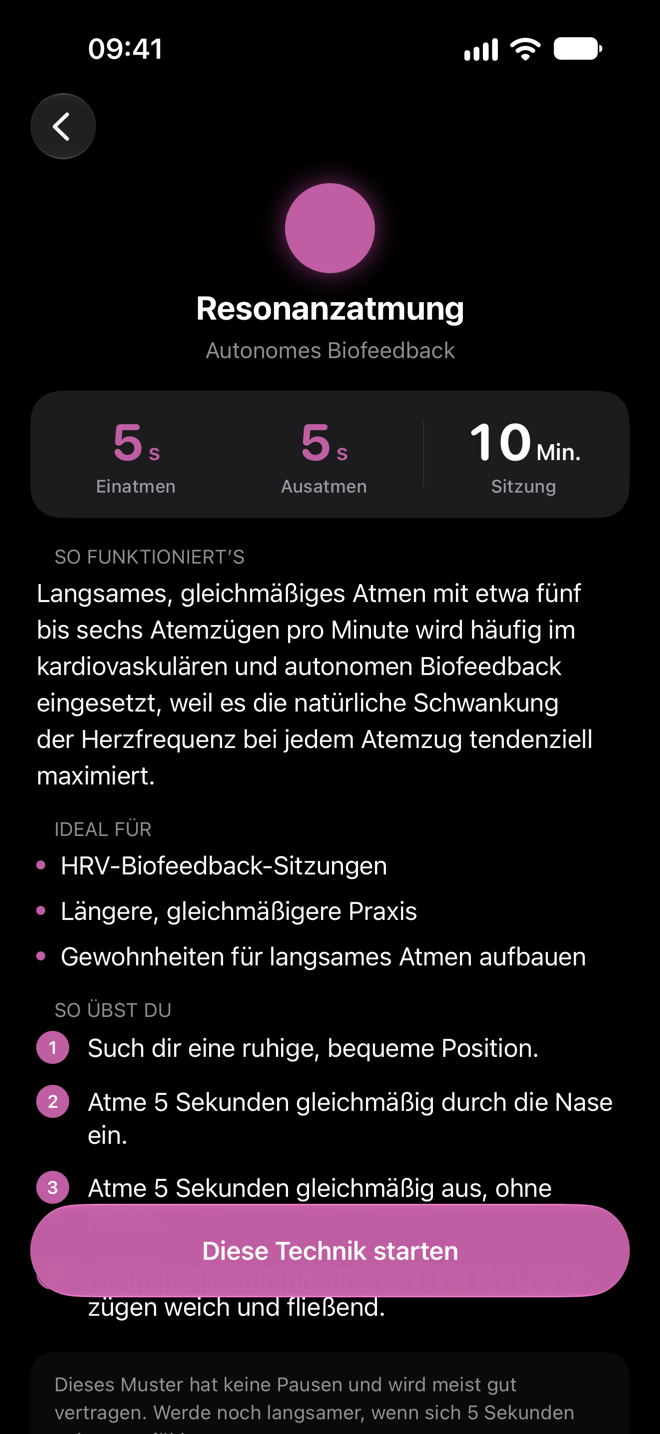 09:41
Resonanzatmung
Autonomes Biofeedback
5 s
5 s
10 Min.
Einatmen
Ausatmen
Sitzung
SO FUNKTIONIERT’S
Langsames, gleichmäßiges Atmen mit etwa fünf
bis sechs Atemzügen pro Minute wird häufig im
kardiovaskulären und autonomen Biofeedback
eingesetzt, weil es die natürliche Schwankung
der Herzfrequenz bei jedem Atemzug tendenziell
maximiert.
IDEAL FÜR
HRV-Biofeedback-Sitzungen
Längere, gleichmäßigere Praxis
Gewohnheiten für langsames Atmen aufbauen
SO ÜBST DU
1 Such dir eine ruhige, bequeme Position.
2 Atme 5 Sekunden gleichmäßig durch die Nase
ein.
3 Atme 5 Sekunden gleichmäßig aus, ohne
Diese Technik starten
zügen weich und fließend.
Dieses Muster hat keine Pausen und wird meist gut
vertragen. Werde noch langsamer, wenn sich 5 Sekunden